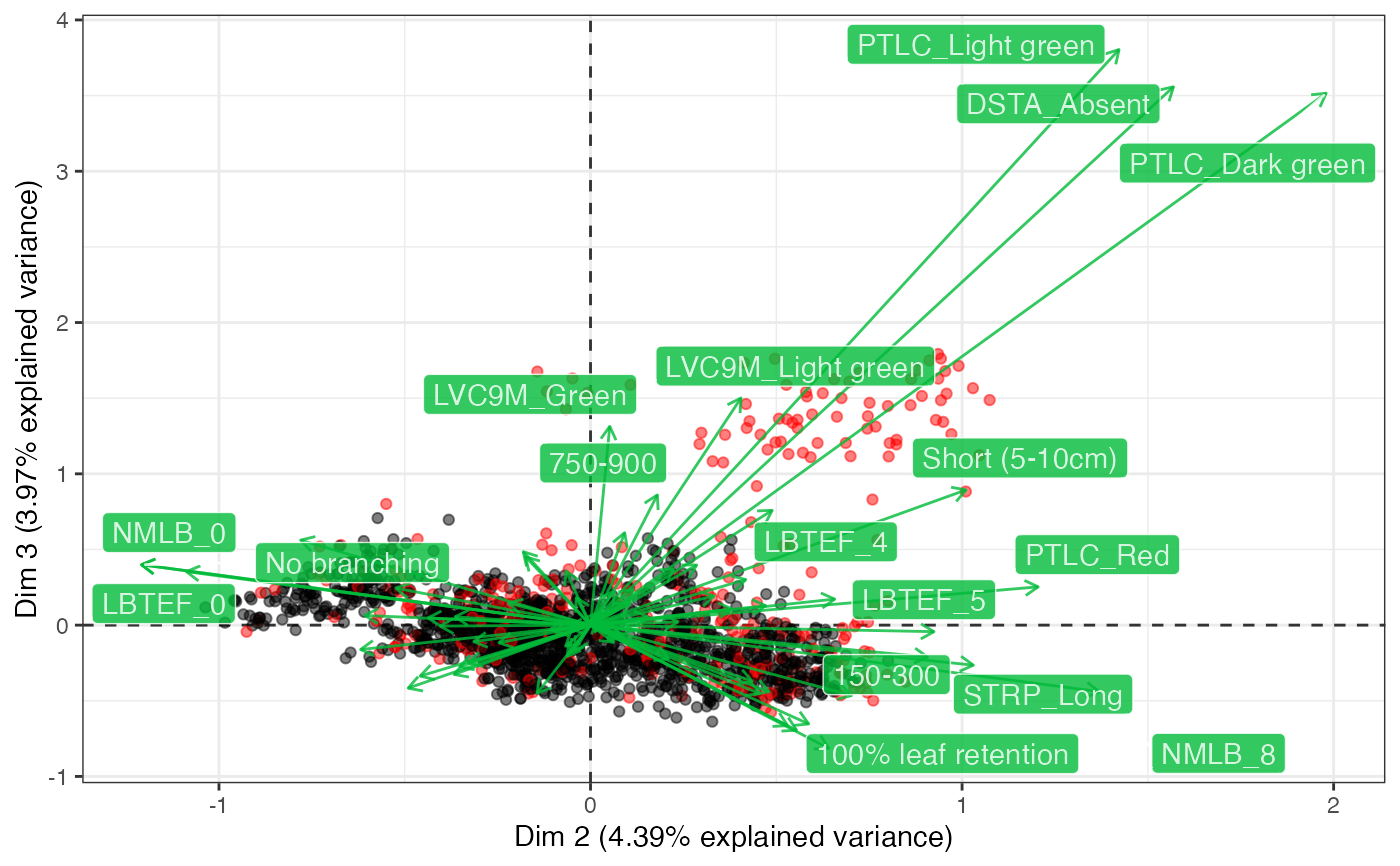 4
PTLC_Light green
DSTA_Absent
PTLC_Dark green
3
2
LVC9M_Light green
LVC9M_Green
750-900
Short (5-10cm)
1
NMLB_0
LBTEF_4
PTLC_Red
No branching
LBTEF_0
LBTEF_5
0
150-300
STRP_Long
100% leaf retention
NMLB_8
-1
-1 0 1 2
Dim 2 (4.39% explained variance)
Dim 3 (3.97% explained variance)